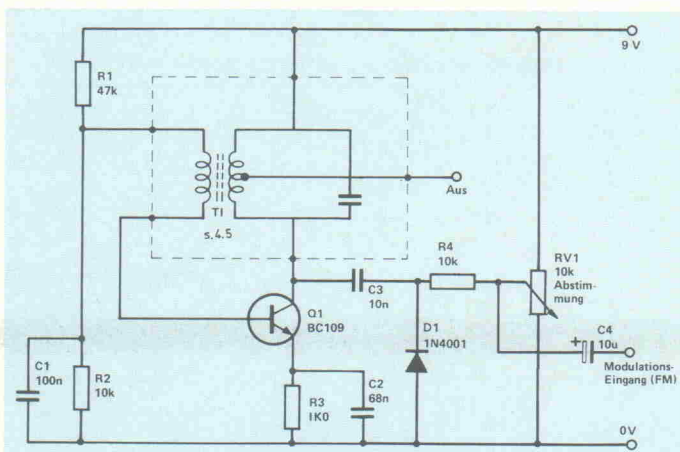 9 V
R1
47k
T1
s. 4.5
Aus
R4
10k
RV1
10k
Abstim-
mung
C3
10n
Q1
BC109
D1
1N4001
C4
+
10u
Modulations-
Eingang (FM)
C1
100n
R2
10k
R3
1K0
C2
68n
0V